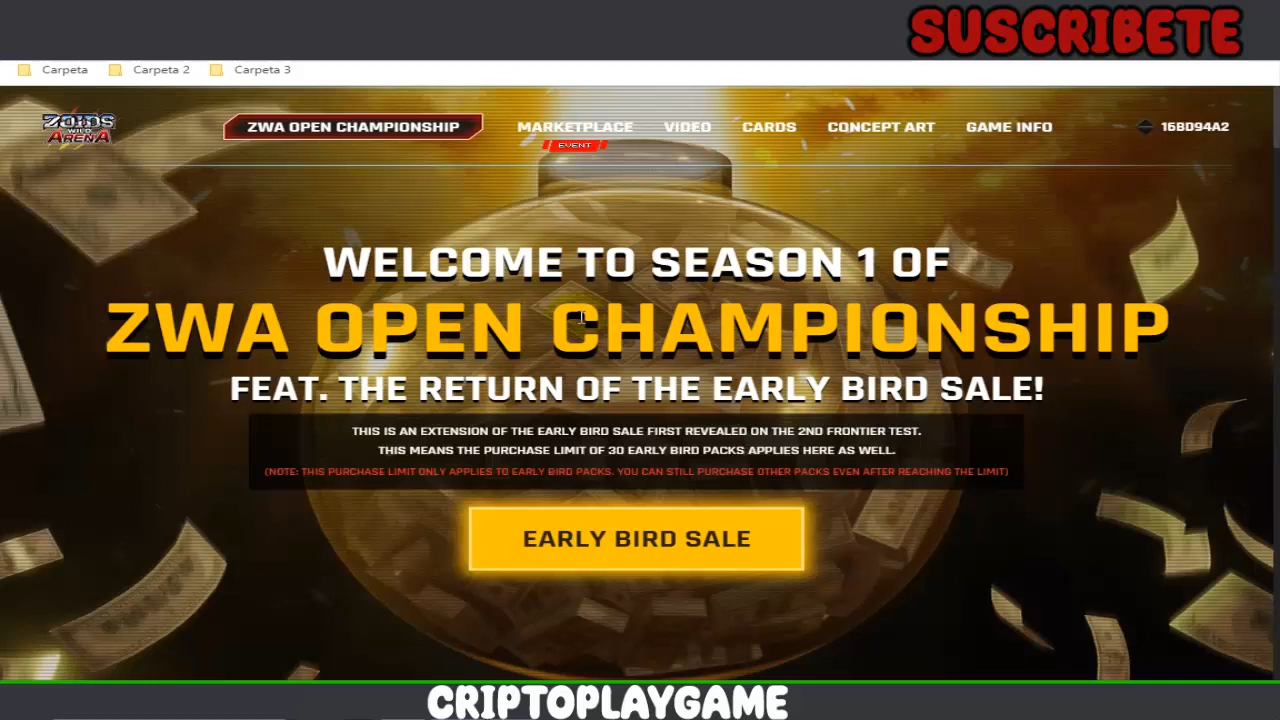 SUSCRIBETE
Carpeta Carpeta 2 Carpeta 3
ZOIDS
WILD
ARENA
ZWA OPEN CHAMPIONSHIP MARKETPLACE VIDEO CARDS CONCEPT ART GAME INFO 16BD94A2
EVENT
WELCOME TO SEASON 1 OF
ZWA OPEN CHAMPIONSHIP
FEAT. THE RETURN OF THE EARLY BIRD SALE!
THIS IS AN EXTENSION OF THE EARLY BIRD SALE FIRST REVEALED ON THE 2ND FRONTIER TEST.
THIS MEANS THE PURCHASE LIMIT OF 30 EARLY BIRD PACKS APPLIES HERE AS WELL.
(NOTE: THIS PURCHASE LIMIT ONLY APPLIES TO EARLY BIRD PACKS. YOU CAN STILL PURCHASE OTHER PACKS EVEN AFTER REACHING THE LIMIT)
EARLY BIRD SALE
CRIPTOPLAYGAME